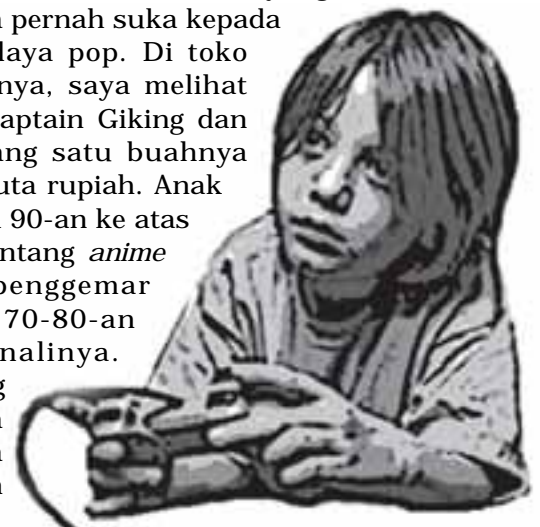 pernah suka kepada
laya pop. Di toko
nya, saya melihat
aptain Giking dan
ang satu buahnya
uta rupiah. Anak
90-an ke atas
ntang anime
penggemar
70-80-an
nalinya.
g